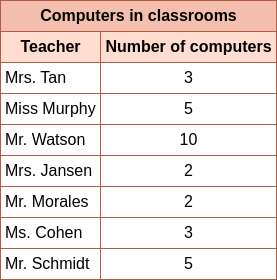 Computers in classrooms
Teacher Number of computers
Mrs. Tan 3
Miss Murphy 5
Mr. Watson 10
Mrs. Jansen 2
Mr. Morales 2
Ms. Cohen 3
Mr. Schmidt 5